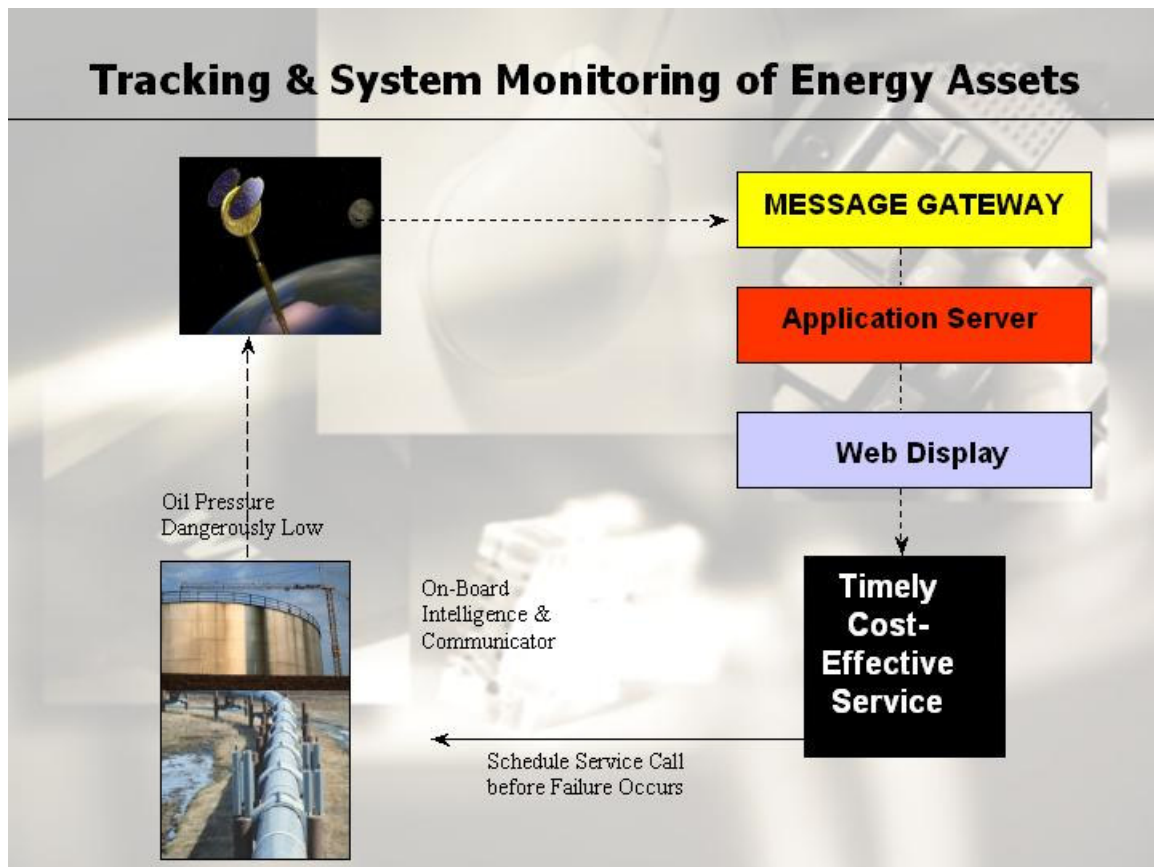 Tracking & System Monitoring of Energy Assets
MESSAGE GATEWAY
Application Server
Web Display
Oil Pressure
Dangerously Low
On-Board
Intelligence &
Communicator
Timely
Cost-
Effective
Service
Schedule Service Call
before Failure Occurs